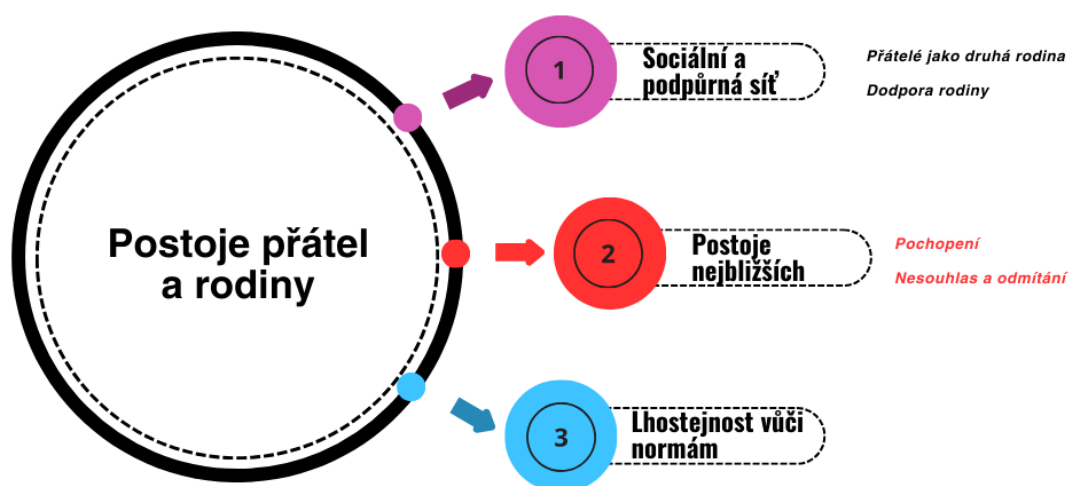 Postoje přátel
a rodiny
1
Sociální a
podpůrná síť
Přátelé jako druhá rodina
Dodpora rodiny
2
Postoje
nejbližších
Pochopení
Nesouhlas a odmítání
3
Lhostejnost vůči
normám